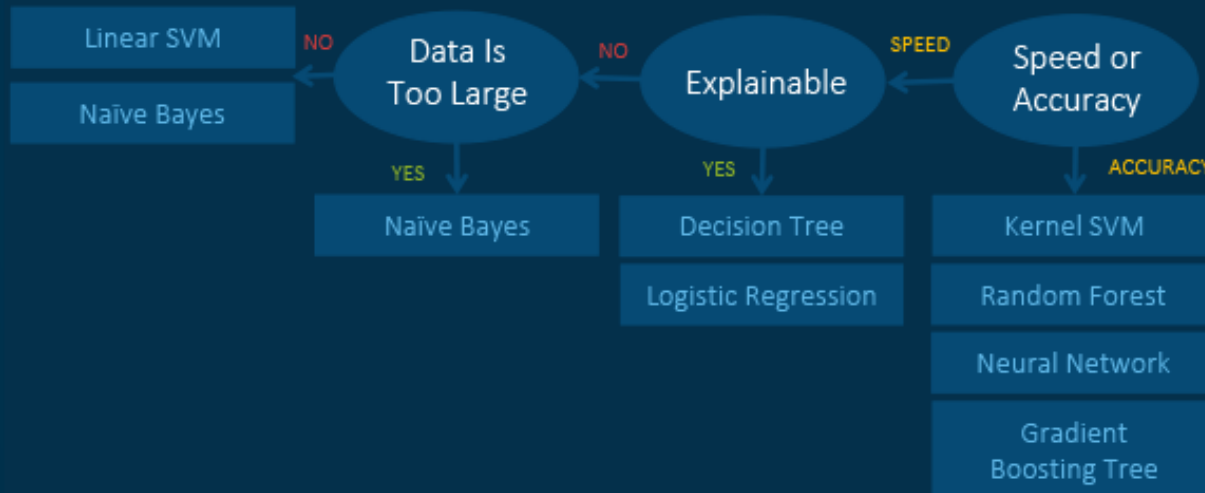 Linear SVM
NO
Data Is
Too Large
NO
Explainable
SPEED
Speed or
Accuracy
Naïve Bayes
YES
YES
ACCURACY
Naïve Bayes
Decision Tree
Kernel SVM
Logistic Regression
Random Forest
Neural Network
Gradient
Boosting Tree